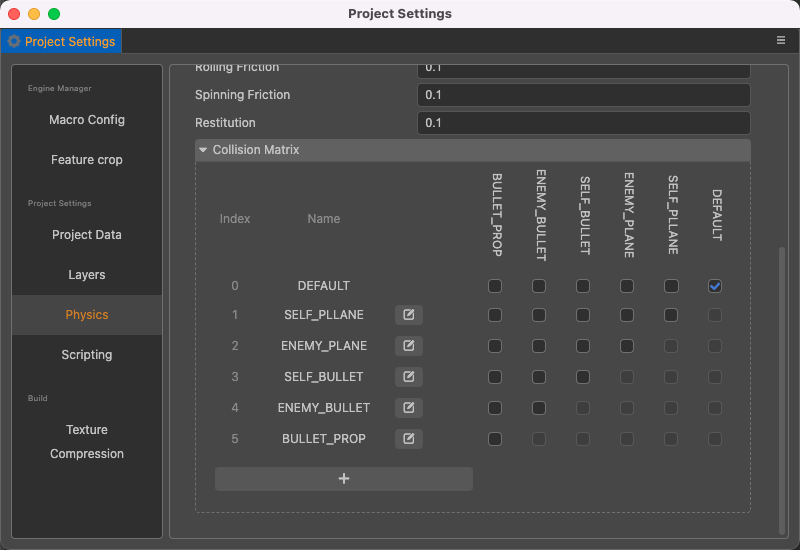 Project Settings
Project Settings
Engine Manager
Macro Config
Feature crop
Project Settings
Project Data
Layers
Physics
Scripting
Build
Texture
Compression
Rolling Friction 0.1
Spinning Friction 0.1
Restitution 0.1
Collision Matrix
Index Name BULLET_PROP ENEMY_BULLET SELF_BULLET ENEMY_PLANE SELF_PLLANE DEFAULT
0 DEFAULT
1 SELF_PLLANE
2 ENEMY_PLANE
3 SELF_BULLET
4 ENEMY_BULLET
5 BULLET_PROP
+